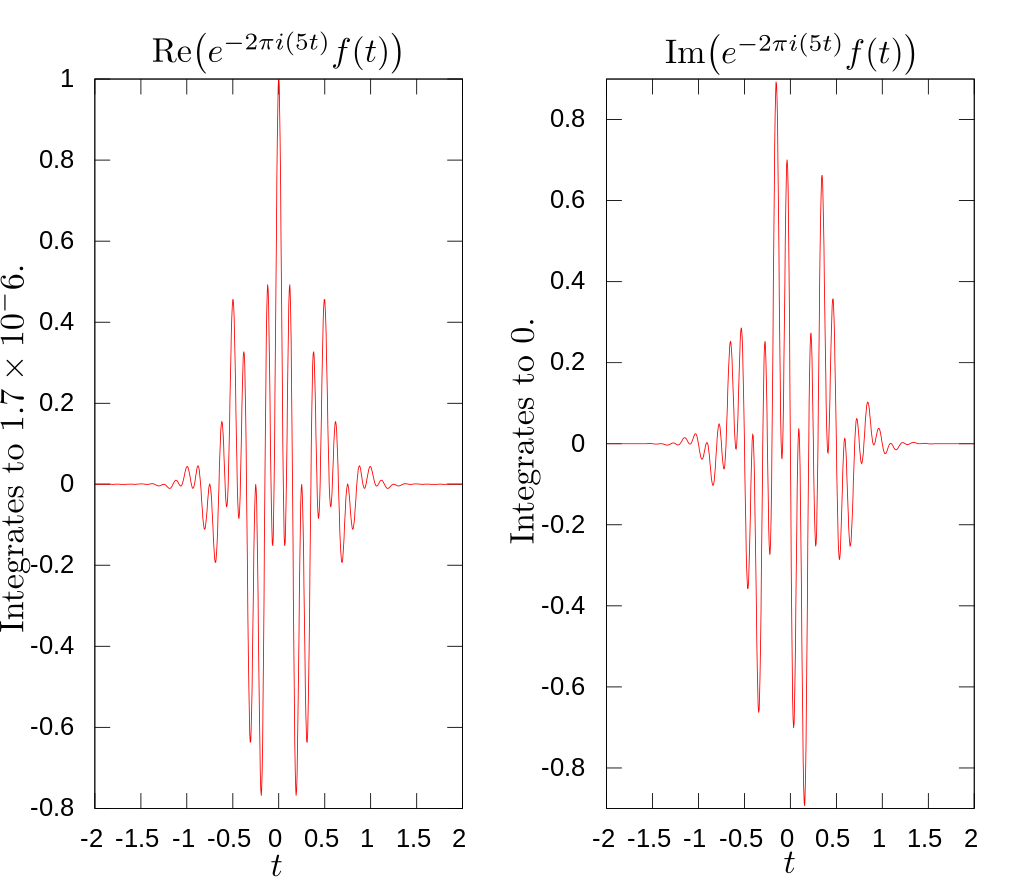 Re(e^{-2πi(5t)} f(t))
1
0.8
0.6
0.4
0.2
0
-0.2
-0.4
-0.6
-0.8
Integrates to 1.7 × 10^−6.
-2 -1.5 -1 -0.5 0 0.5 1 1.5 2
t
Im(e^{-2πi(5t)} f(t))
0.8
0.6
0.4
0.2
0
-0.2
-0.4
-0.6
-0.8
Integrates to 0.
-2 -1.5 -1 -0.5 0 0.5 1 1.5 2
t